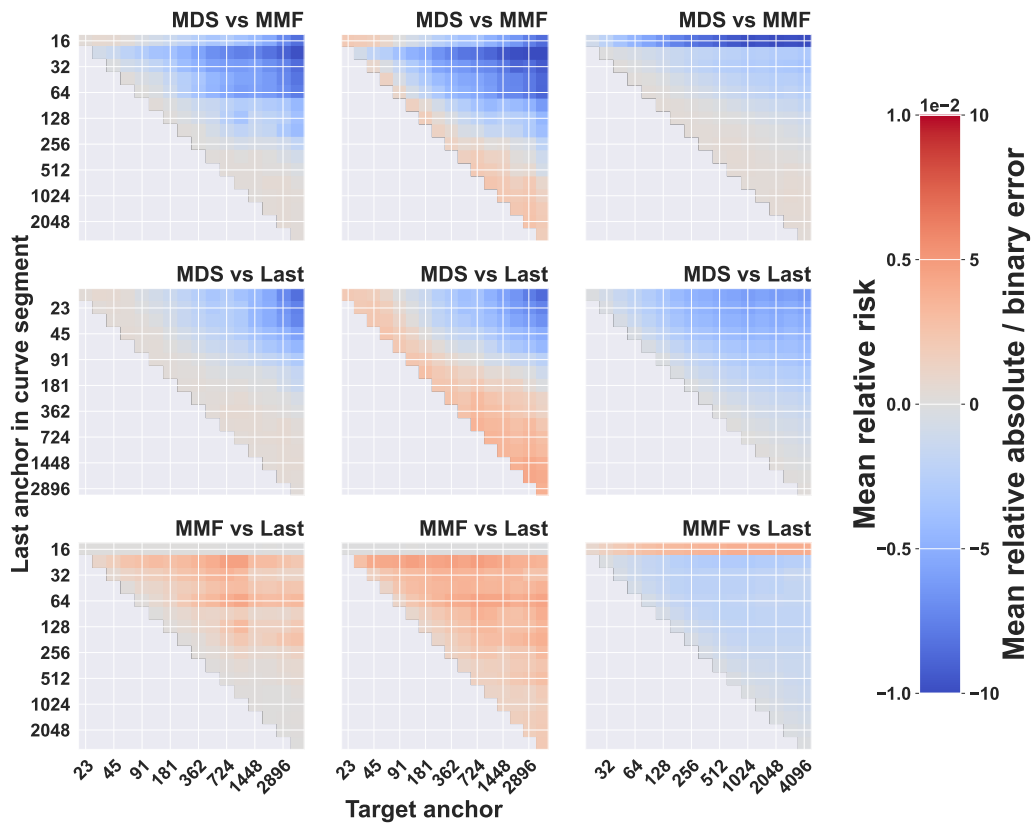 MDS vs MMF
MDS vs MMF
MDS vs MMF
16
32
64
128
256
512
1024
2048
MDS vs Last
MDS vs Last
MDS vs Last
23
45
91
181
362
724
1448
2896
MMF vs Last
MMF vs Last
MMF vs Last
16
32
64
128
256
512
1024
2048
23 45 91 181 362 724 1448 2896
23 45 91 181 362 724 1448 2896
32 64 128 256 512 1024 2048 4096
Last anchor in curve segment
Target anchor
Mean relative risk
1e−2
1.0 10
0.5 5
0.0 0
−0.5 −5
−1.0 −10
Mean relative absolute / binary error